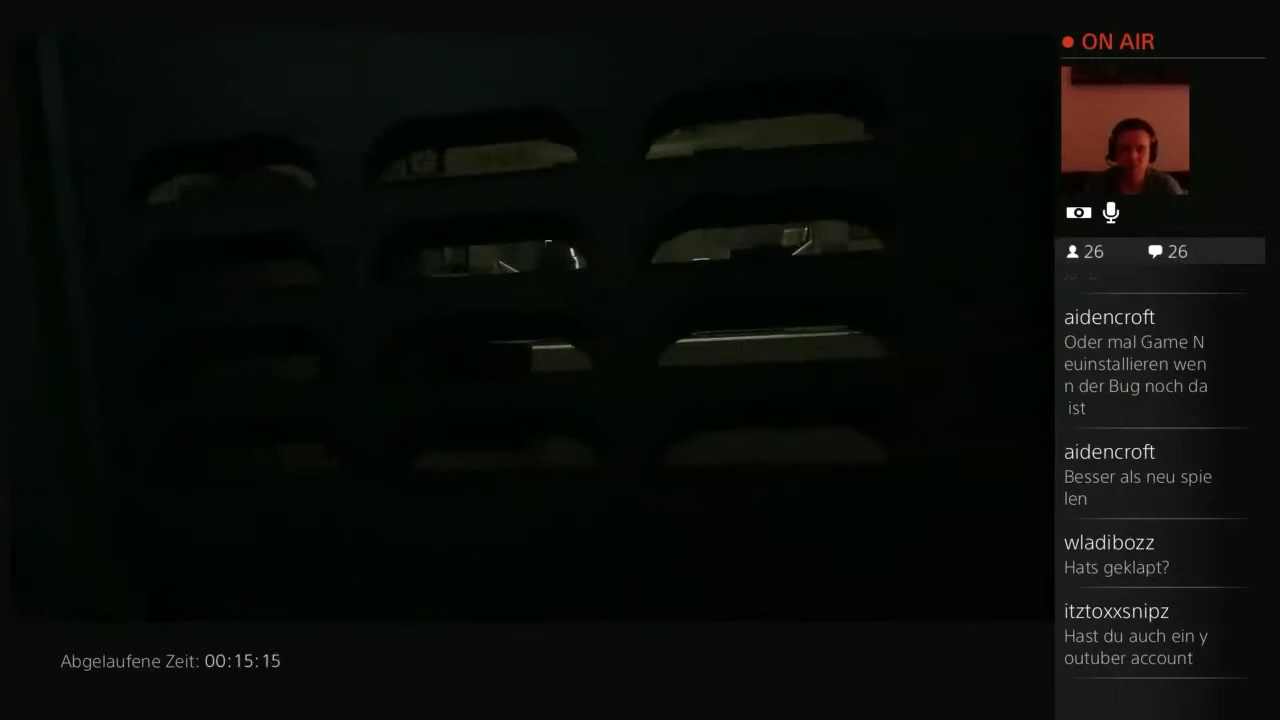 ON AIR
26 26
aidencroft
Oder mal Game N
euinstallieren wen
n der Bug noch da
ist
aidencroft
Besser als neu spie
len
wladibozz
Hats geklapt?
itztoxxsnipz
Hast du auch ein y
outuber account
Abgelaufene Zeit: 00:15:15